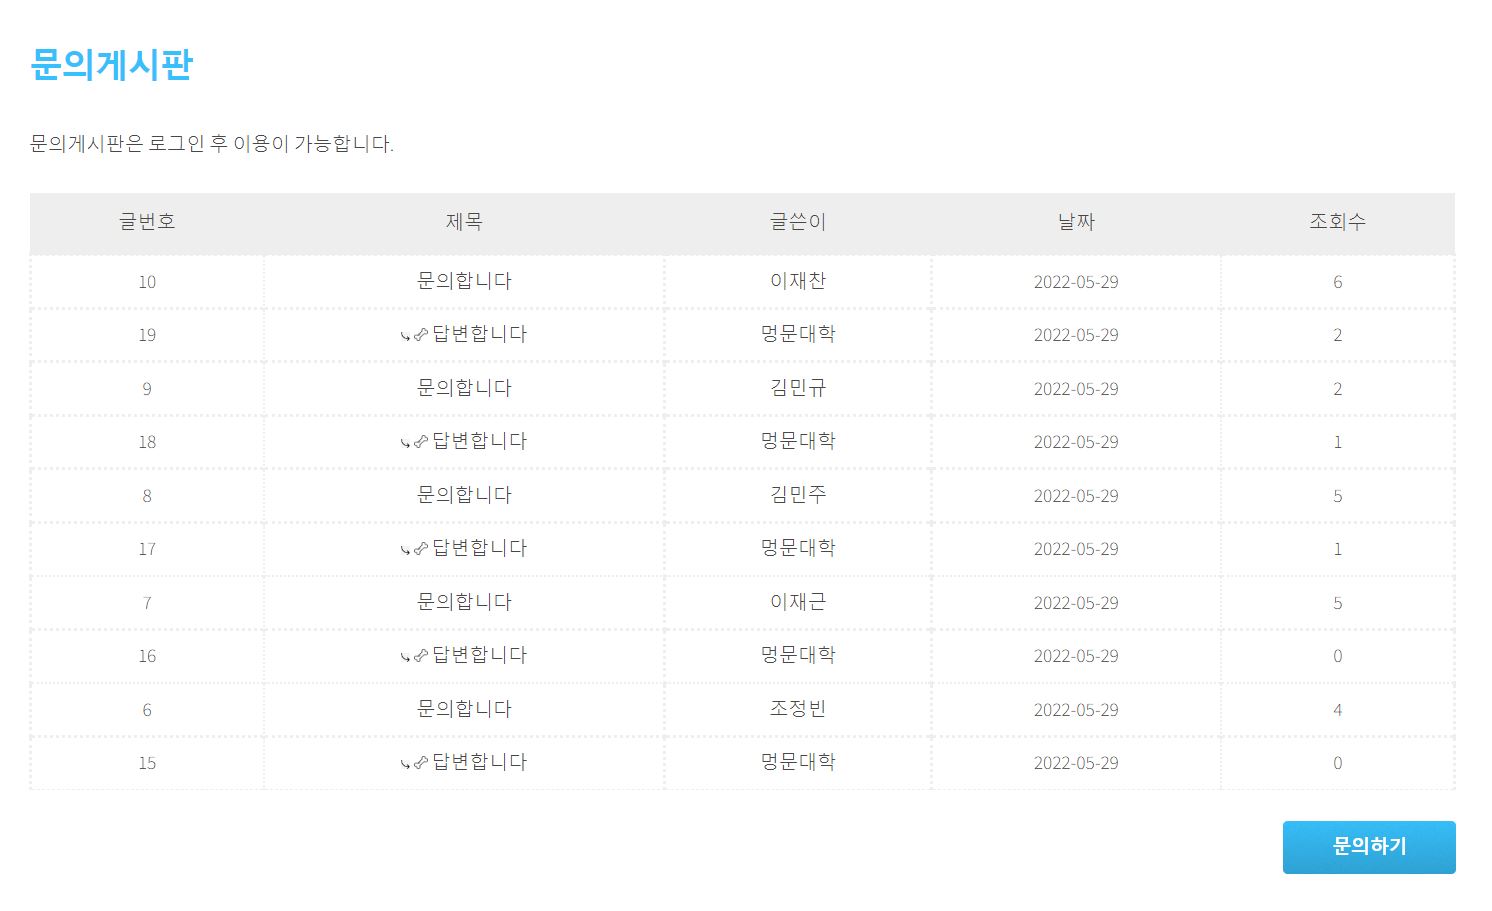 문의게시판
문의게시판은 로그인 후 이용이 가능합니다.
글번호 제목 글쓴이 날짜 조회수
10 문의합니다 이재찬 2022-05-29 6
19 답변합니다 멍문대학 2022-05-29 2
9 문의합니다 김민규 2022-05-29 2
18 답변합니다 멍문대학 2022-05-29 1
8 문의합니다 김민주 2022-05-29 5
17 답변합니다 멍문대학 2022-05-29 1
7 문의합니다 이재근 2022-05-29 5
16 답변합니다 멍문대학 2022-05-29 0
6 문의합니다 조정빈 2022-05-29 4
15 답변합니다 멍문대학 2022-05-29 0
문의하기